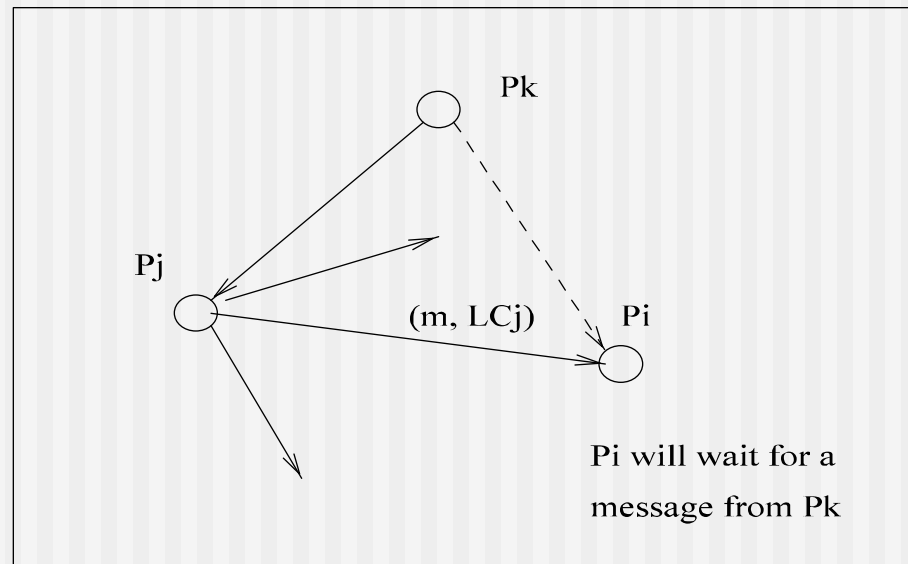 Pk
Pj
(m, LCj)
Pi
Pi will wait for a
message from Pk